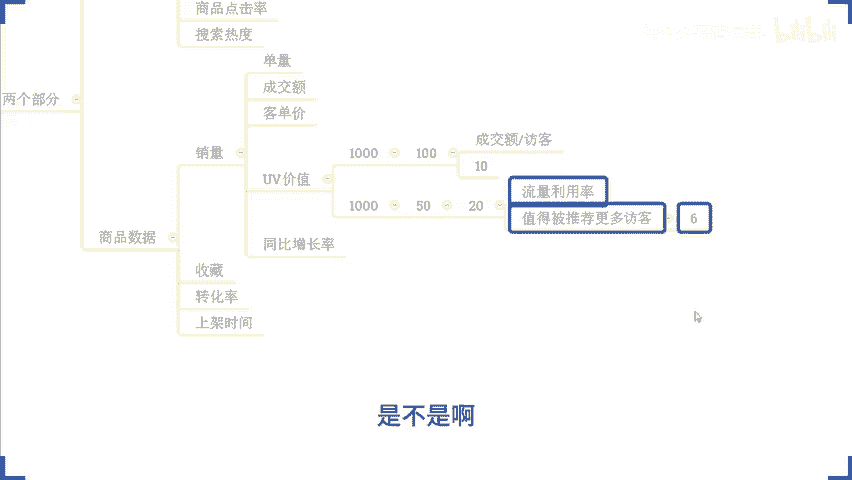 商品点击率
搜索热度
单量
成交额
客单价
两个部分
销量
1000 100 成交额/访客
10
UV价值
流量利用率
1000 50 20
值得被推荐更多访客 6
商品数据
同比增长率
收藏
转化率
上架时间
是不是啊
bilibili